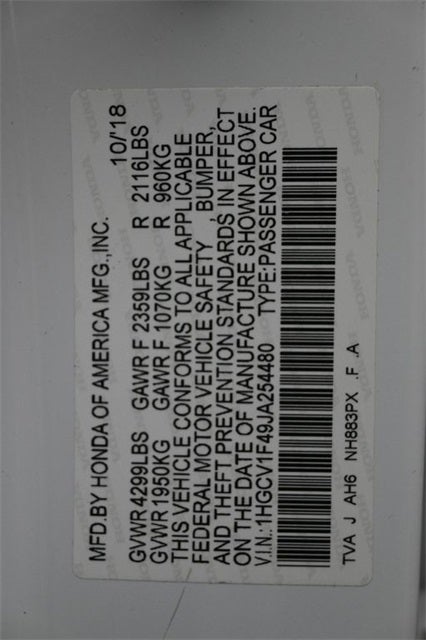 MFD.BY HONDA OF AMERICA MFG.,INC. 10/'18
GVWR 4299LBS GAWR F 2359LBS R 2116LBS
GVWR 1950KG GAWR F 1070KG R 960KG
THIS VEHICLE CONFORMS TO ALL APPLICABLE
FEDERAL MOTOR VEHICLE SAFETY , BUMPER,
AND THEFT PREVENTION STANDARDS IN EFFECT
ON THE DATE OF MANUFACTURE SHOWN ABOVE.
V.I.N.:1HGCV1F49JA254480 TYPE:PASSENGER CAR
TVA J AH6 NH883PX .F .A